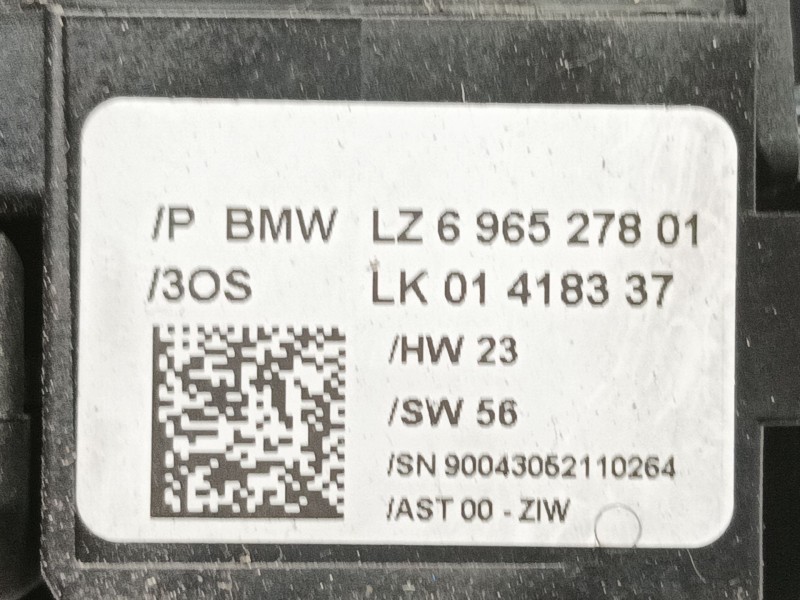 /P BMW LZ 6 965 278 01
/3OS LK 01 4183 37
/HW 23
/SW 56
/SN 90043052110264
/AST 00 - ZIW